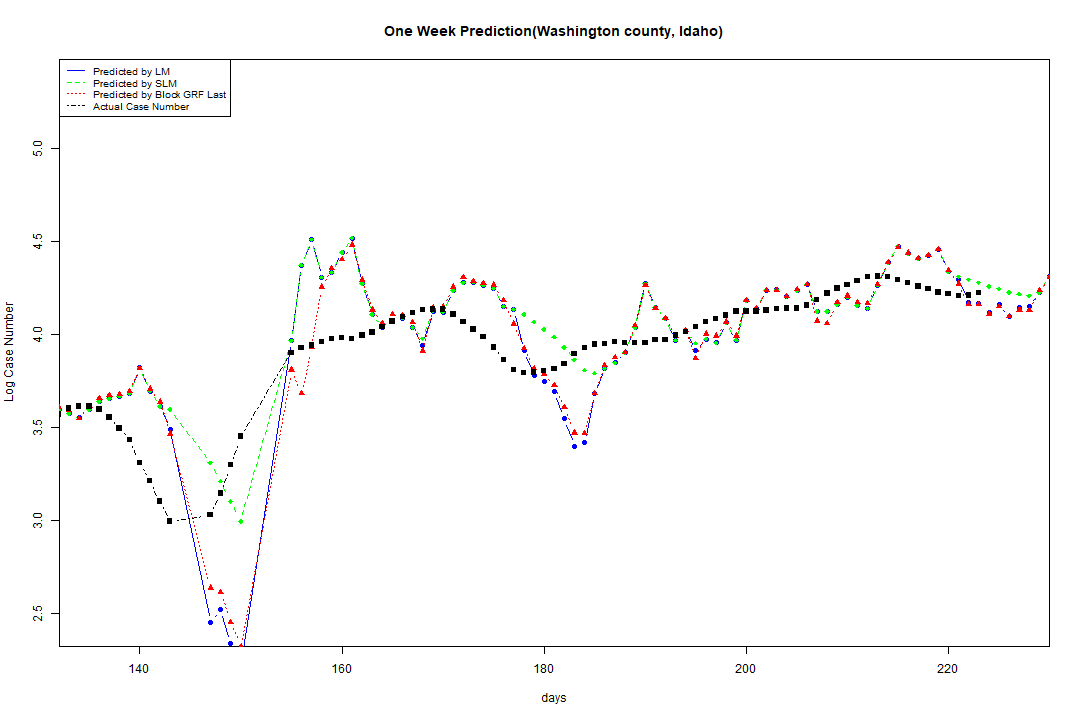 One Week Prediction(Washington county, Idaho)
Predicted by LM
Predicted by SLM
Predicted by Block GRF Last
Actual Case Number
5.0
4.5
4.0
3.5
3.0
2.5
Log Case Number
140 160 180 200 220
days